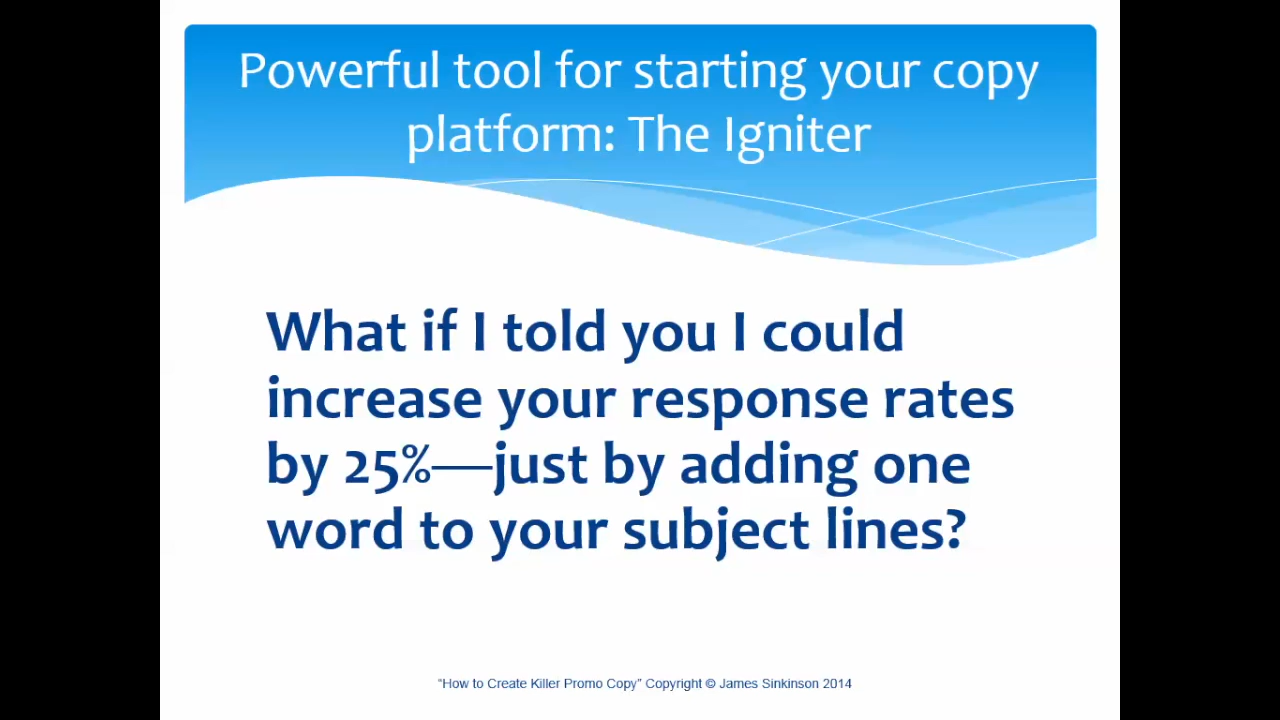 Powerful tool for starting your copy
platform: The Igniter
What if I told you I could
increase your response rates
by 25%—just by adding one
word to your subject lines?
“How to Create Killer Promo Copy” Copyright © James Sinkinson 2014